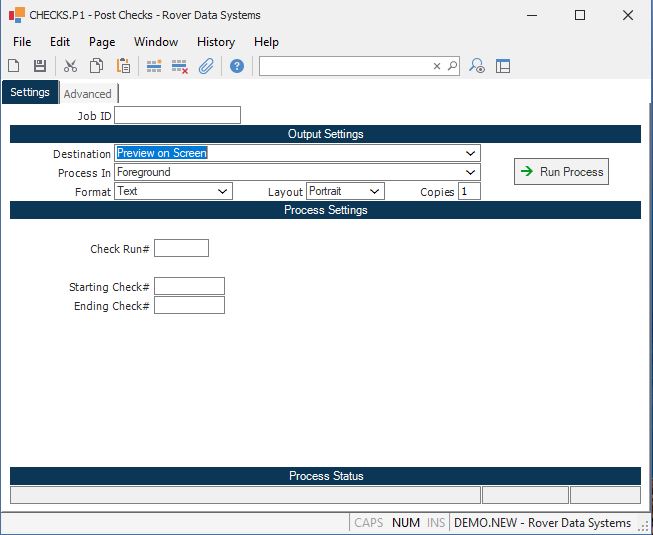 CHECKS.P1 - Post Checks - Rover Data Systems
File Edit Page Window History Help
Settings Advanced
Job ID
Output Settings
Destination Preview on Screen
Process In Foreground
Run Process
Format Text Layout Portrait Copies 1
Process Settings
Check Run#
Starting Check#
Ending Check#
Process Status
CAPS NUM INS DEMO.NEW - Rover Data Systems